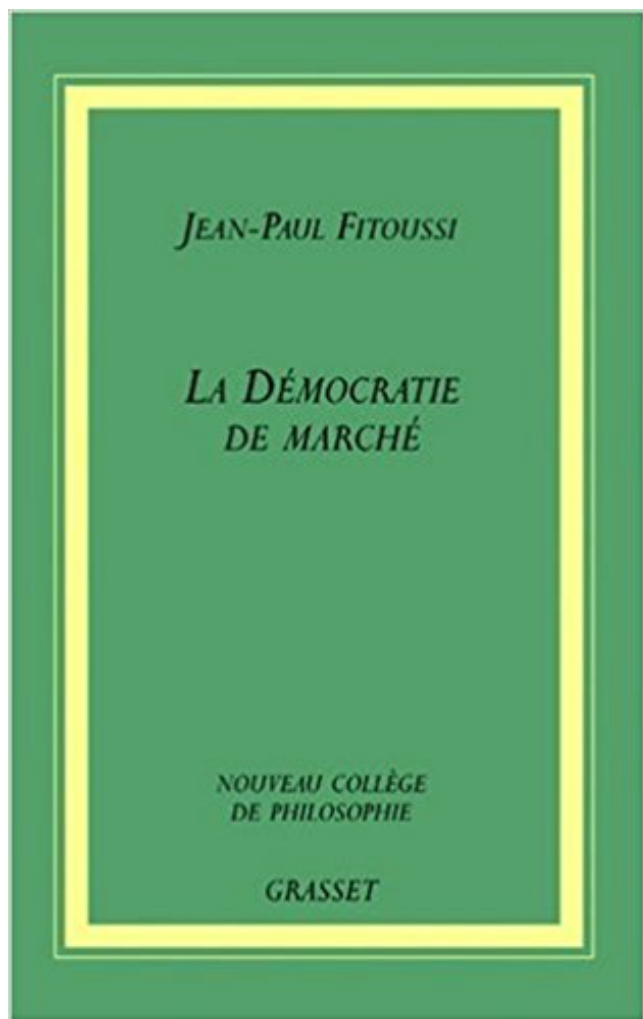 JEAN-PAUL FITOUSSI
LA DÉMOCRATIE
DE MARCHÉ
NOUVEAU COLLÈGE
DE PHILOSOPHIE
GRASSET